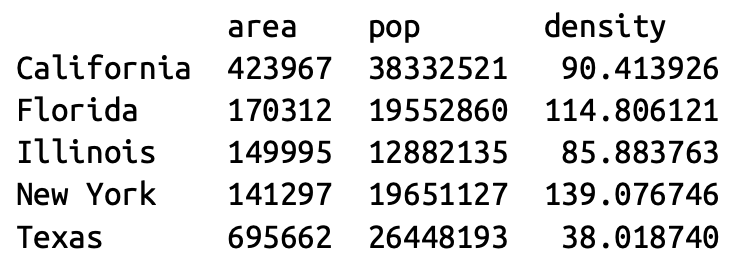 area pop density
California 423967 38332521 90.413926
Florida 170312 19552860 114.806121
Illinois 149995 12882135 85.883763
New York 141297 19651127 139.076746
Texas 695662 26448193 38.018740